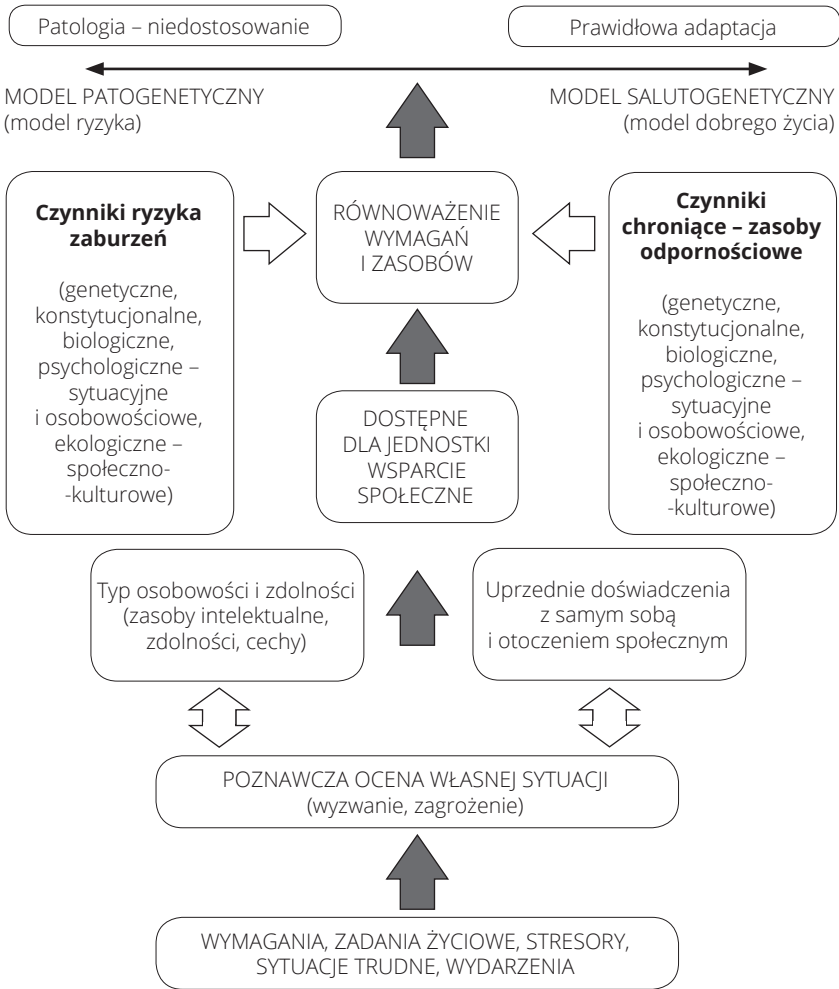 Patologia – niedostosowanie
Prawidłowa adaptacja
MODEL PATOGENETYCZNY
(model ryzyka)
MODEL SALUTOGENETYCZNY
(model dobrego życia)
Czynniki ryzyka
zaburzeń
(genetyczne,
konstytucjonalne,
biologiczne,
psychologiczne –
sytuacyjne
i osobowościowe,
ekologiczne –
społeczno-
-kulturowe)
RÓWNOWAŻENIE
WYMAGAŃ
I ZASOBÓW
Czynniki
chroniące – zasoby
odpornościowe
(genetyczne,
konstytucjonalne,
biologiczne,
psychologiczne –
sytuacyjne
i osobowościowe,
ekologiczne –
społeczno-
-kulturowe)
DOSTĘPNE
DLA JEDNOSTKI
WSPARCIE
SPOŁECZNE
Typ osobowości i zdolności
(zasoby intelektualne,
zdolności, cechy)
Uprzednie doświadczenia
z samym sobą
i otoczeniem społecznym
POZNAWCZA OCENA WŁASNEJ SYTUACJI
(wyzwanie, zagrożenie)
WYMAGANIA, ZADANIA ŻYCIOWE, STRESORY,
SYTUACJE TRUDNE, WYDARZENIA